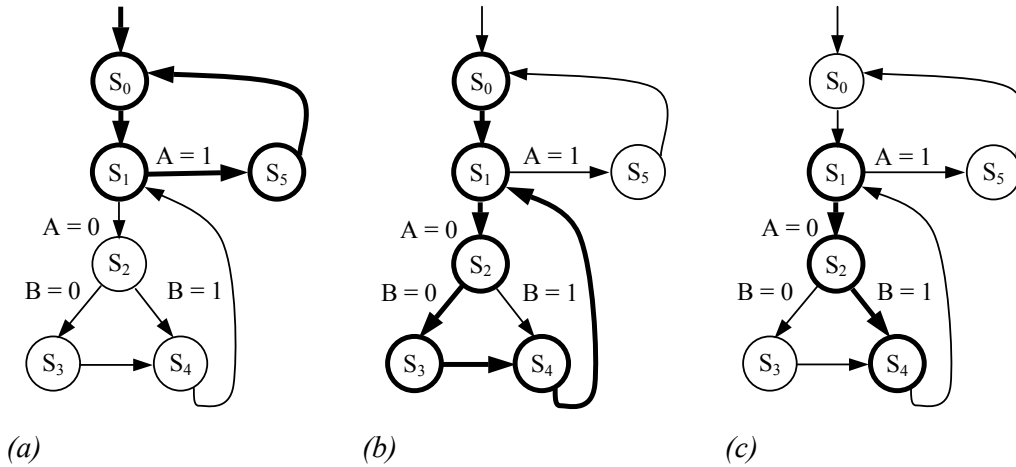 S₀ S₀ S₀
A = 1 A = 1 A = 1
S₁ S₅ S₁ S₅ S₁ S₅
A = 0 A = 0 A = 0
S₂ S₂ S₂
B = 0 B = 1 B = 0 B = 1 B = 0 B = 1
S₃ S₄ S₃ S₄ S₃ S₄
(a) (b) (c)